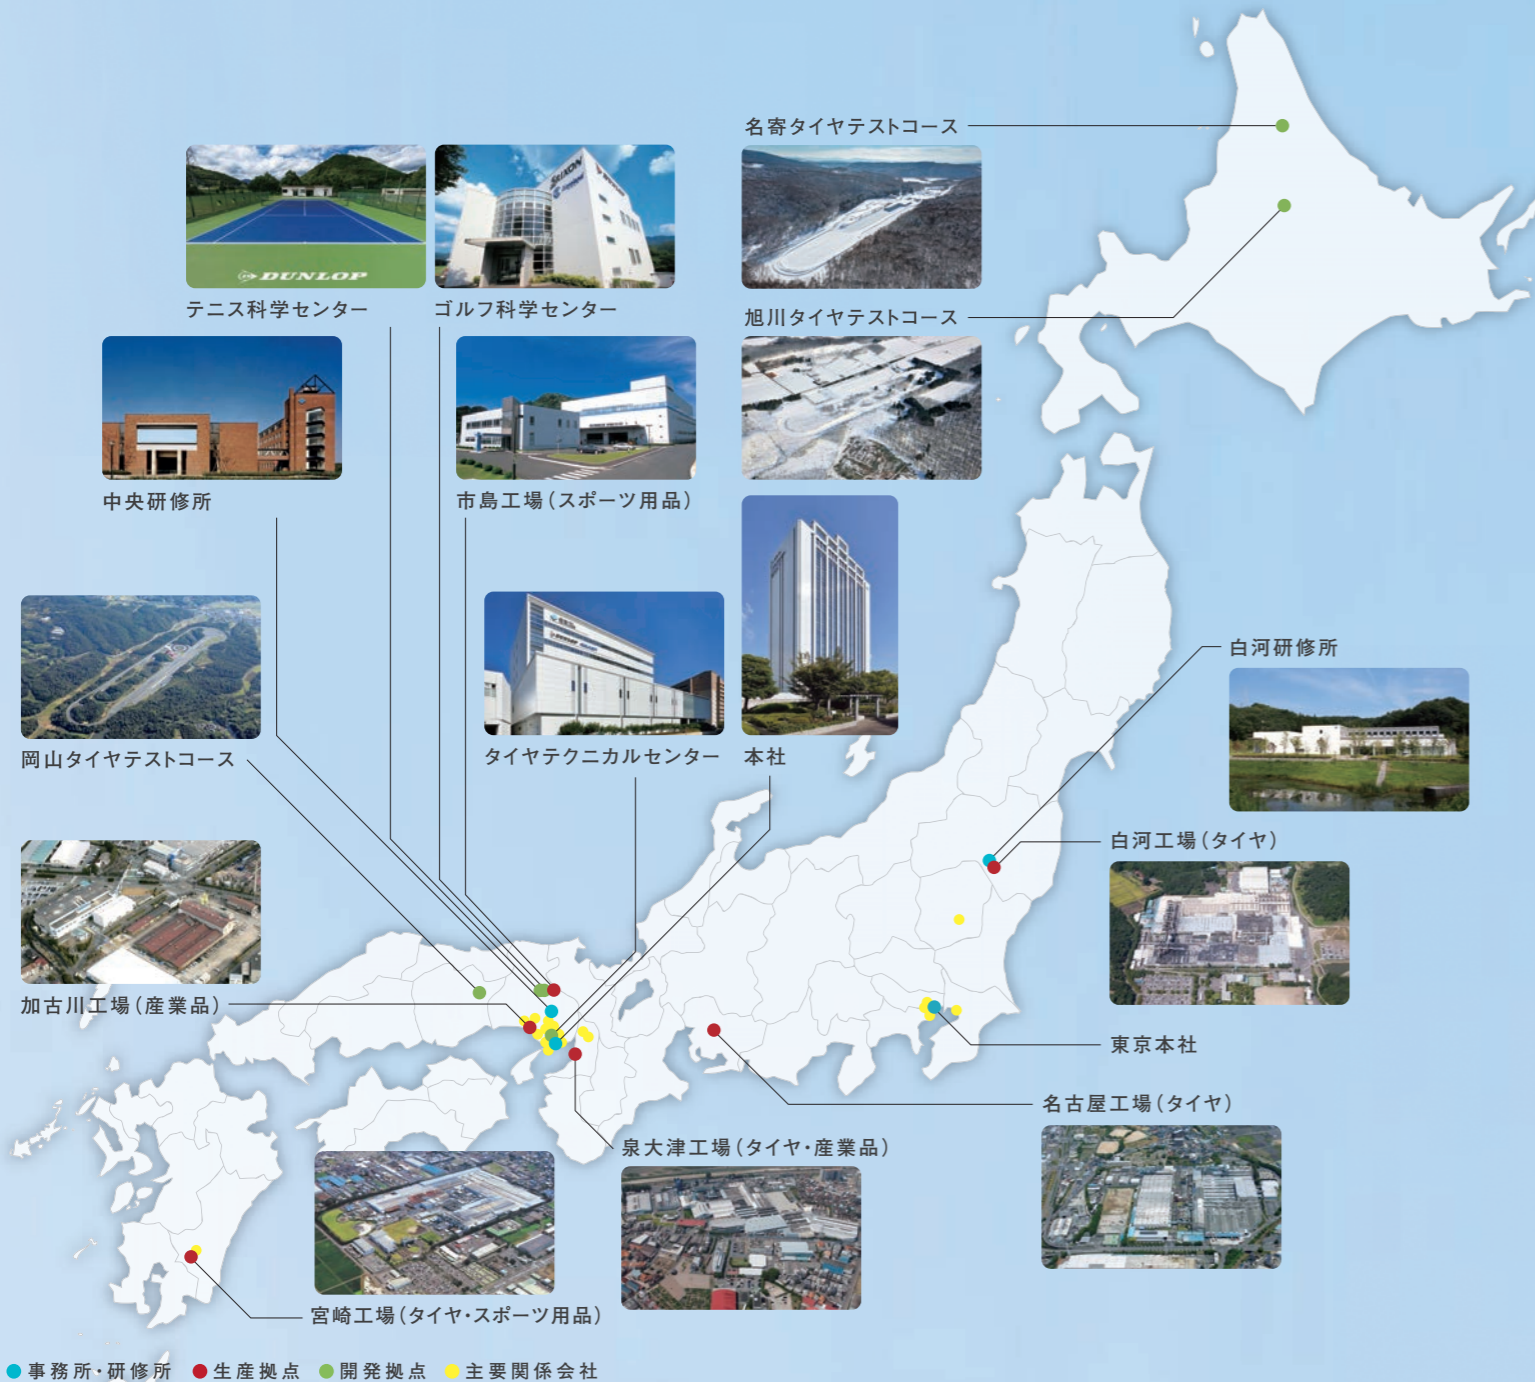 名寄タイヤテストコース
DUNLOP
SRIXON
テニス科学センター
ゴルフ科学センター
旭川タイヤテストコース
中央研修所
市島工場(スポーツ用品)
白河研修所
岡山タイヤテストコース
タイヤテクニカルセンター
本社
白河工場(タイヤ)
加古川工場(産業品)
東京本社
名古屋工場(タイヤ)
泉大津工場(タイヤ・産業品)
宮崎工場(タイヤ・スポーツ用品)
事務所・研修所 生産拠点 開発拠点 主要関係会社